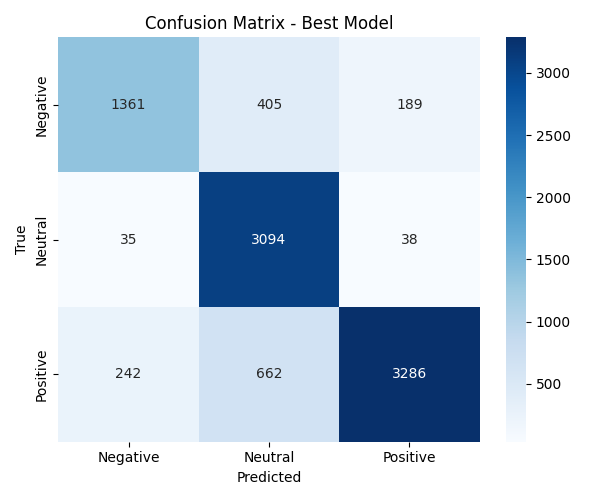 Confusion Matrix - Best Model
True
Negative
1361 405 189
Neutral
35 3094 38
Positive
242 662 3286
Negative Neutral Positive
Predicted
3000
2500
2000
1500
1000
500